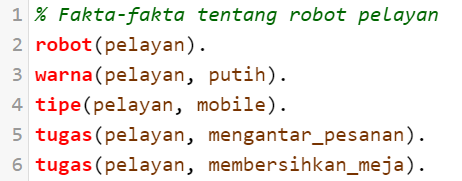 1 % Fakta-fakta tentang robot pelayan
2 robot(pelayan).
3 warna(pelayan, putih).
4 tipe(pelayan, mobile).
5 tugas(pelayan, mengantar_pesanan).
6 tugas(pelayan, membersihkan_meja).